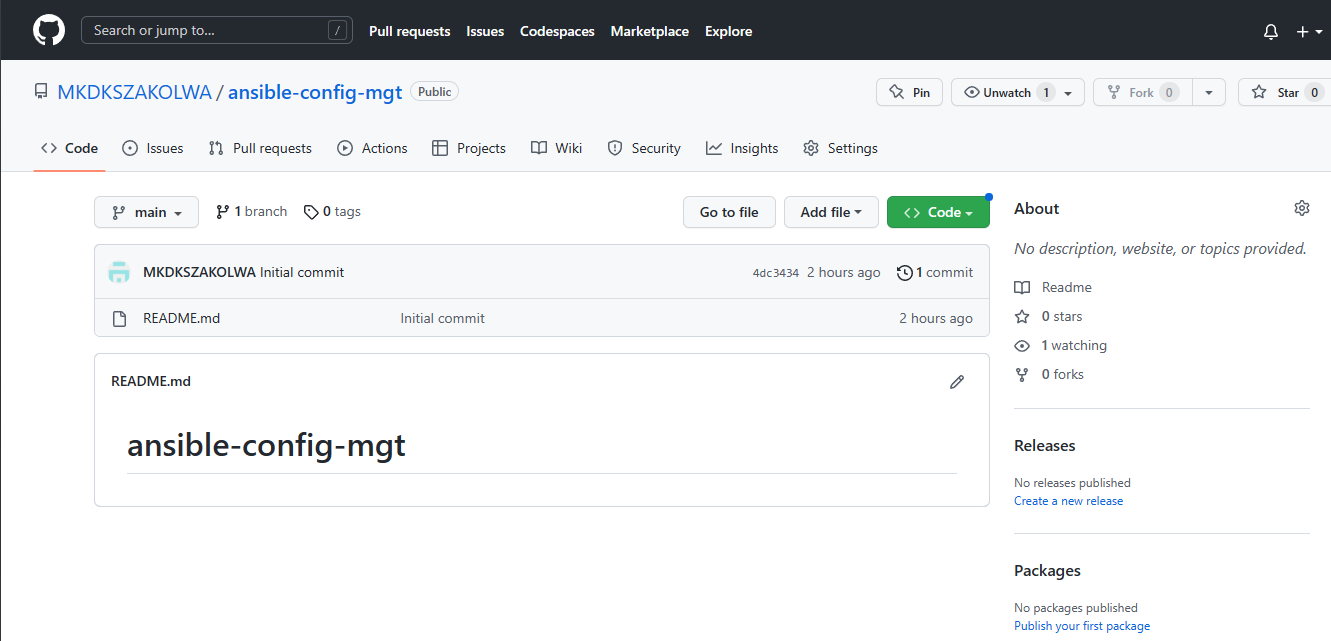 Search or jump to... / Pull requests Issues Codespaces Marketplace Explore
MKDKSZAKOLWA / ansible-config-mgt Public Pin Unwatch 1 Fork 0 Star 0
Code Issues Pull requests Actions Projects Wiki Security Insights Settings
main 1 branch 0 tags Go to file Add file Code
MKDKSZAKOLWA Initial commit 4dc3434 2 hours ago 1 commit
README.md Initial commit 2 hours ago
README.md
ansible-config-mgt
About
No description, website, or topics provided.
Readme
0 stars
1 watching
0 forks
Releases
No releases published
Create a new release
Packages
No packages published
Publish your first package